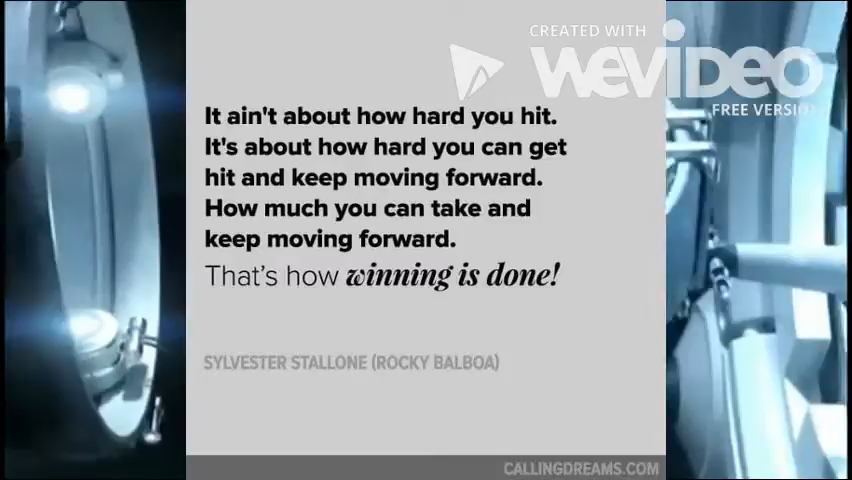 CREATED WITH
WEVIDEO
FREE VERSION
It ain't about how hard you hit.
It's about how hard you can get
hit and keep moving forward.
How much you can take and
keep moving forward.
That's how winning is done!
SYLVESTER STALLONE (ROCKY BALBOA)
CALLINGDREAMS.COM